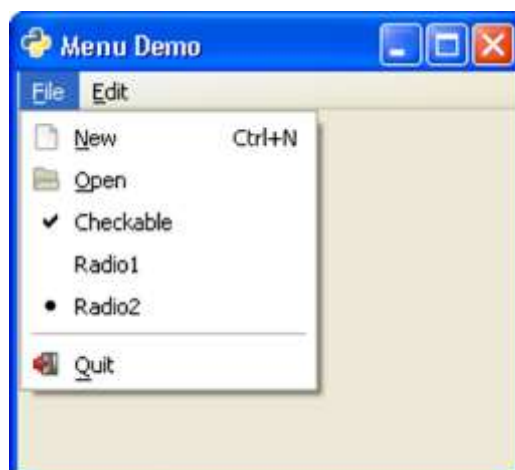 Menu Demo
File Edit
New Ctrl+N
Open
Checkable
Radio1
Radio2
Quit